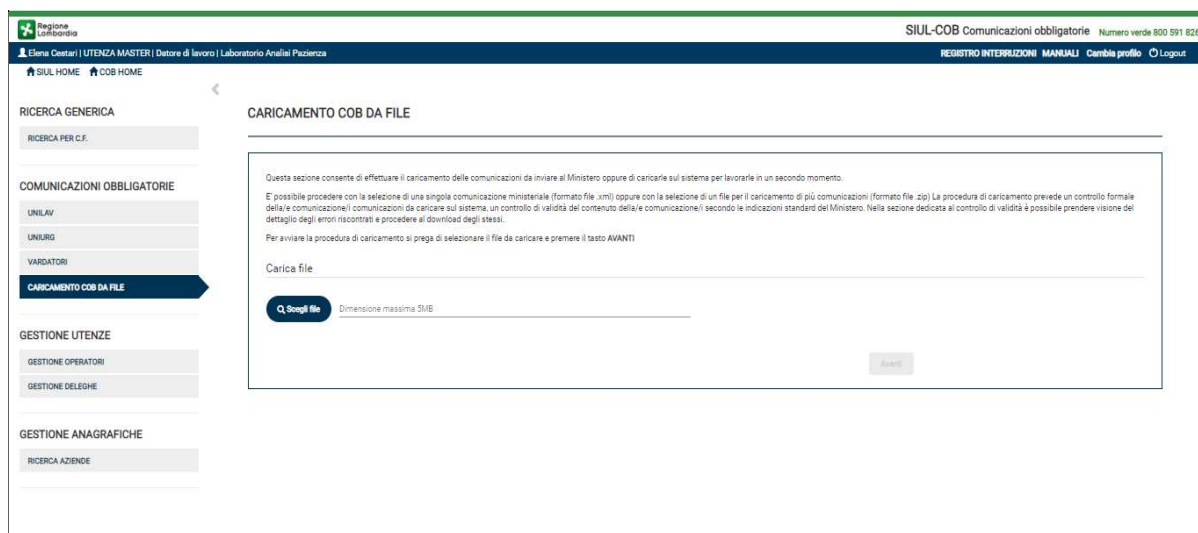 Regione
Lombardia
SIUL-COB Comunicazioni obbligatorie Numero verde 800 591 826
Elena Cestari | UTENZA MASTER | Datore di lavoro | Laboratorio Analisi Pazienza
REGISTRO INTERRUZIONI MANUALI Cambia profilo Logout
SIUL HOME COB HOME
RICERCA GENERICA
RICERCA PER C.F.
COMUNICAZIONI OBBLIGATORIE
UNILAV
UNIURG
VARDATORI
CARICAMENTO COB DA FILE
GESTIONE UTENZE
GESTIONE OPERATORI
GESTIONE DELEGHE
GESTIONE ANAGRAFICHE
RICERCA AZIENDE
CARICAMENTO COB DA FILE
Questa sezione consente di effettuare il caricamento delle comunicazioni da inviare al Ministero oppure di caricarle sul sistema per lavorarle in un secondo momento.
E' possibile procedere con la selezione di una singola comunicazione ministeriale (formato file .xml) oppure con la selezione di un file per il caricamento di più comunicazioni (formato file .zip) La procedura di caricamento prevede un controllo formale
della/e comunicazione/i comunicazioni da caricare sul sistema, un controllo di validità del contenuto della/e comunicazione/i secondo le indicazioni standard del Ministero. Nella sezione dedicata al controllo di validità è possibile prendere visione del
dettaglio degli errori riscontrati e procedere al download degli stessi.
Per avviare la procedura di caricamento si prega di selezionare il file da caricare e premere il tasto AVANTI
Carica file
Scegli file Dimensione massima 5MB
Avanti